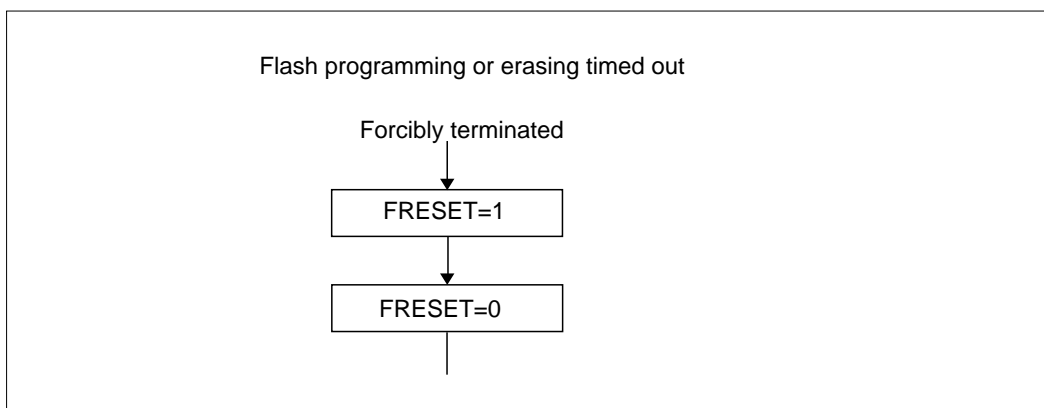 Flash programming or erasing timed out
Forcibly terminated
FRESET=1
FRESET=0